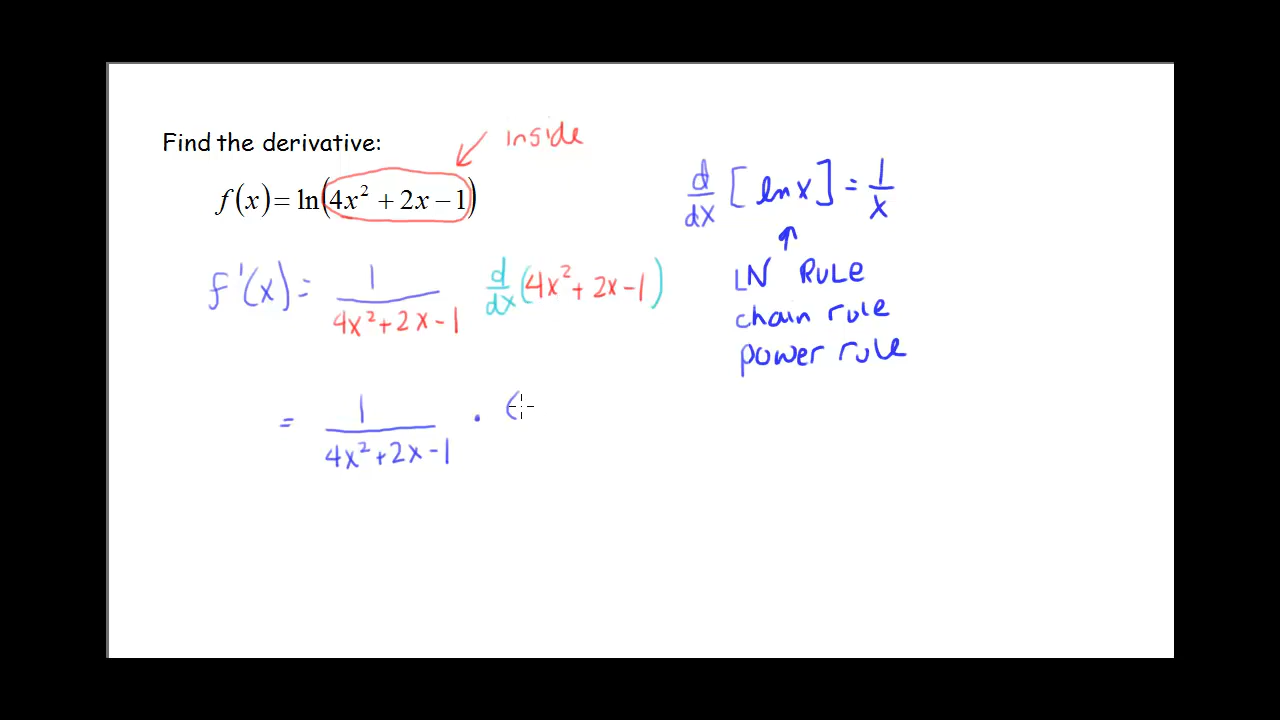 Find the derivative:
inside
f(x) = ln(4x² + 2x − 1)
d/dx [ln x] = 1/x
LN RULE
chain rule
power rule
f'(x) = 1/(4x² + 2x − 1) d/dx (4x² + 2x − 1)
= 1/(4x² + 2x − 1) · (